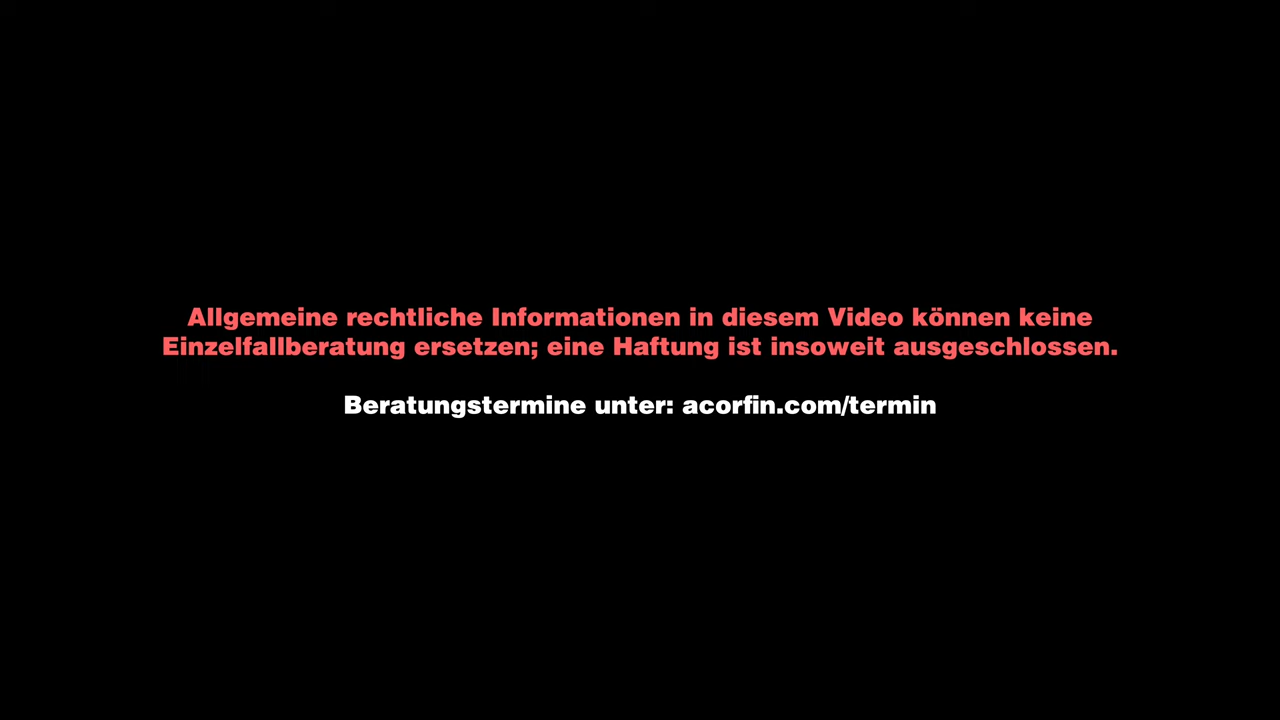 Allgemeine rechtliche Informationen in diesem Video können keine
Einzelfallberatung ersetzen; eine Haftung ist insoweit ausgeschlossen.
Beratungstermine unter: acorfin.com/termin